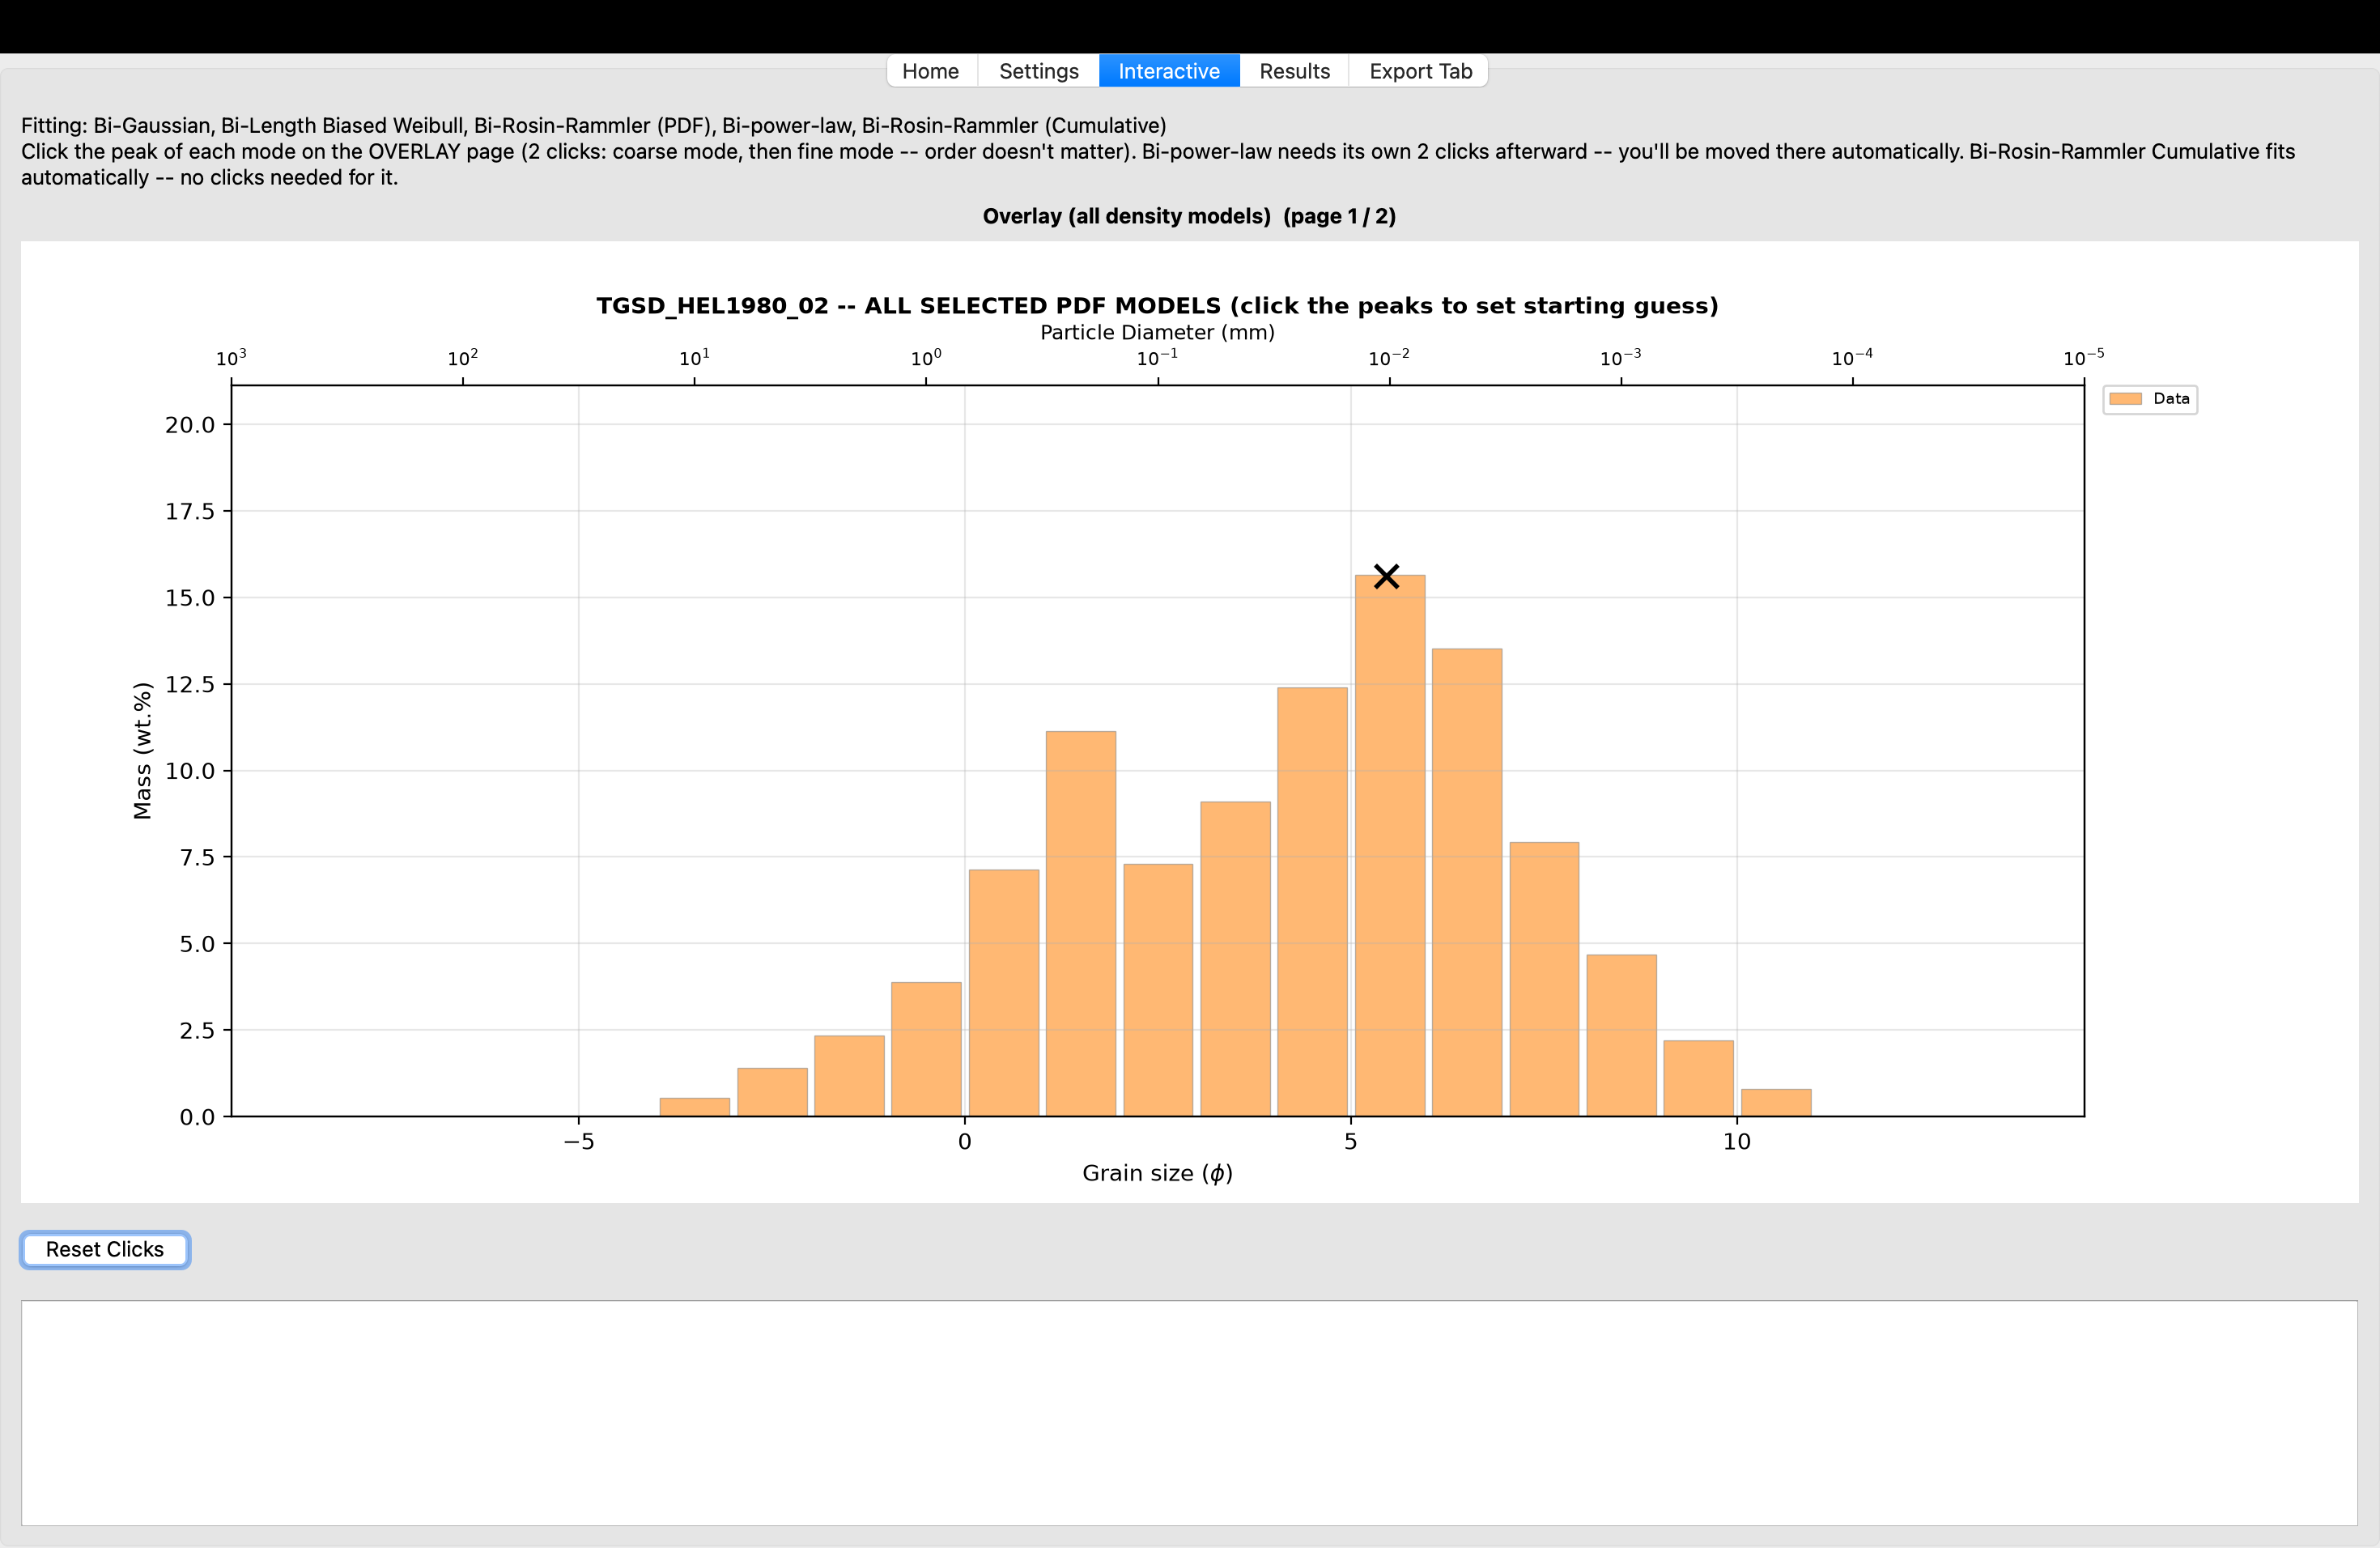 Home Settings Interactive Results Export Tab
Fitting: Bi-Gaussian, Bi-Length Biased Weibull, Bi-Rosin-Rammler (PDF), Bi-power-law, Bi-Rosin-Rammler (Cumulative)
Click the peak of each mode on the OVERLAY page (2 clicks: coarse mode, then fine mode -- order doesn't matter). Bi-power-law needs its own 2 clicks afterward -- you'll be moved there automatically. Bi-Rosin-Rammler Cumulative fits
automatically -- no clicks needed for it.
Overlay (all density models) (page 1 / 2)
TGSD_HEL1980_02 -- ALL SELECTED PDF MODELS (click the peaks to set starting guess)
Particle Diameter (mm)
10³ 10² 10¹ 10⁰ 10⁻¹ 10⁻² 10⁻³ 10⁻⁴ 10⁻⁵
Data
20.0
17.5
15.0
12.5
10.0
7.5
5.0
2.5
0.0
Mass (wt.%)
−5 0 5 10
Grain size (ϕ)
Reset Clicks